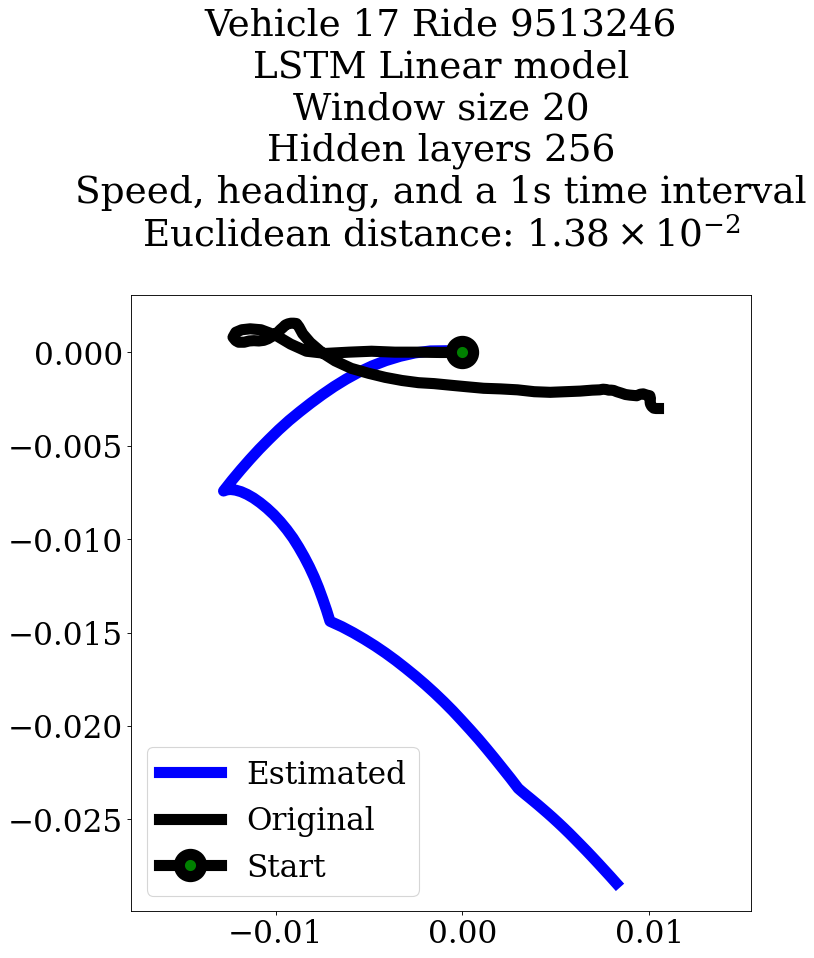 Vehicle 17 Ride 9513246
LSTM Linear model
Window size 20
Hidden layers 256
Speed, heading, and a 1s time interval
Euclidean distance: 1.38 × 10⁻²
0.000
−0.005
−0.010
−0.015
−0.020
−0.025
Estimated
Original
Start
−0.01
0.00
0.01